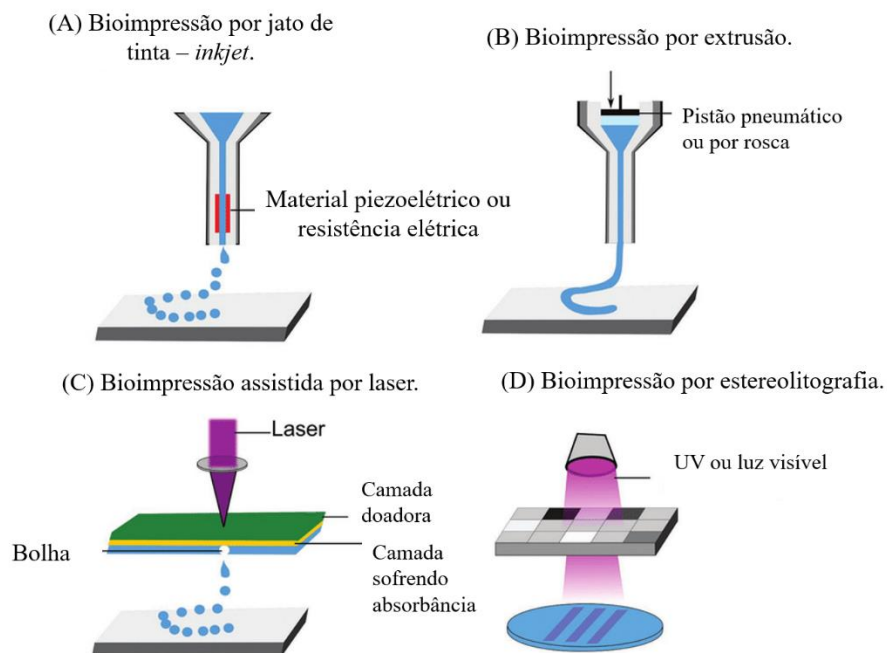 (A) Bioimpressão por jato de
tinta – inkjet.
Material piezoelétrico ou
resistência elétrica
(B) Bioimpressão por extrusão.
Pistão pneumático
ou por rosca
(C) Bioimpressão assistida por laser.
Laser
Camada
doadora
Bolha
Camada
sofrendo
absorbância
(D) Bioimpressão por estereolitografia.
UV ou luz visível